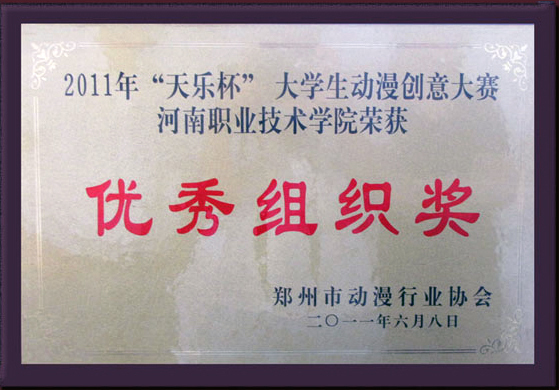 2011年“天乐杯” 大学生动漫创意大赛
河南职业技术学院荣获
优秀组织奖
郑州市动漫行业协会
二〇一一年六月八日